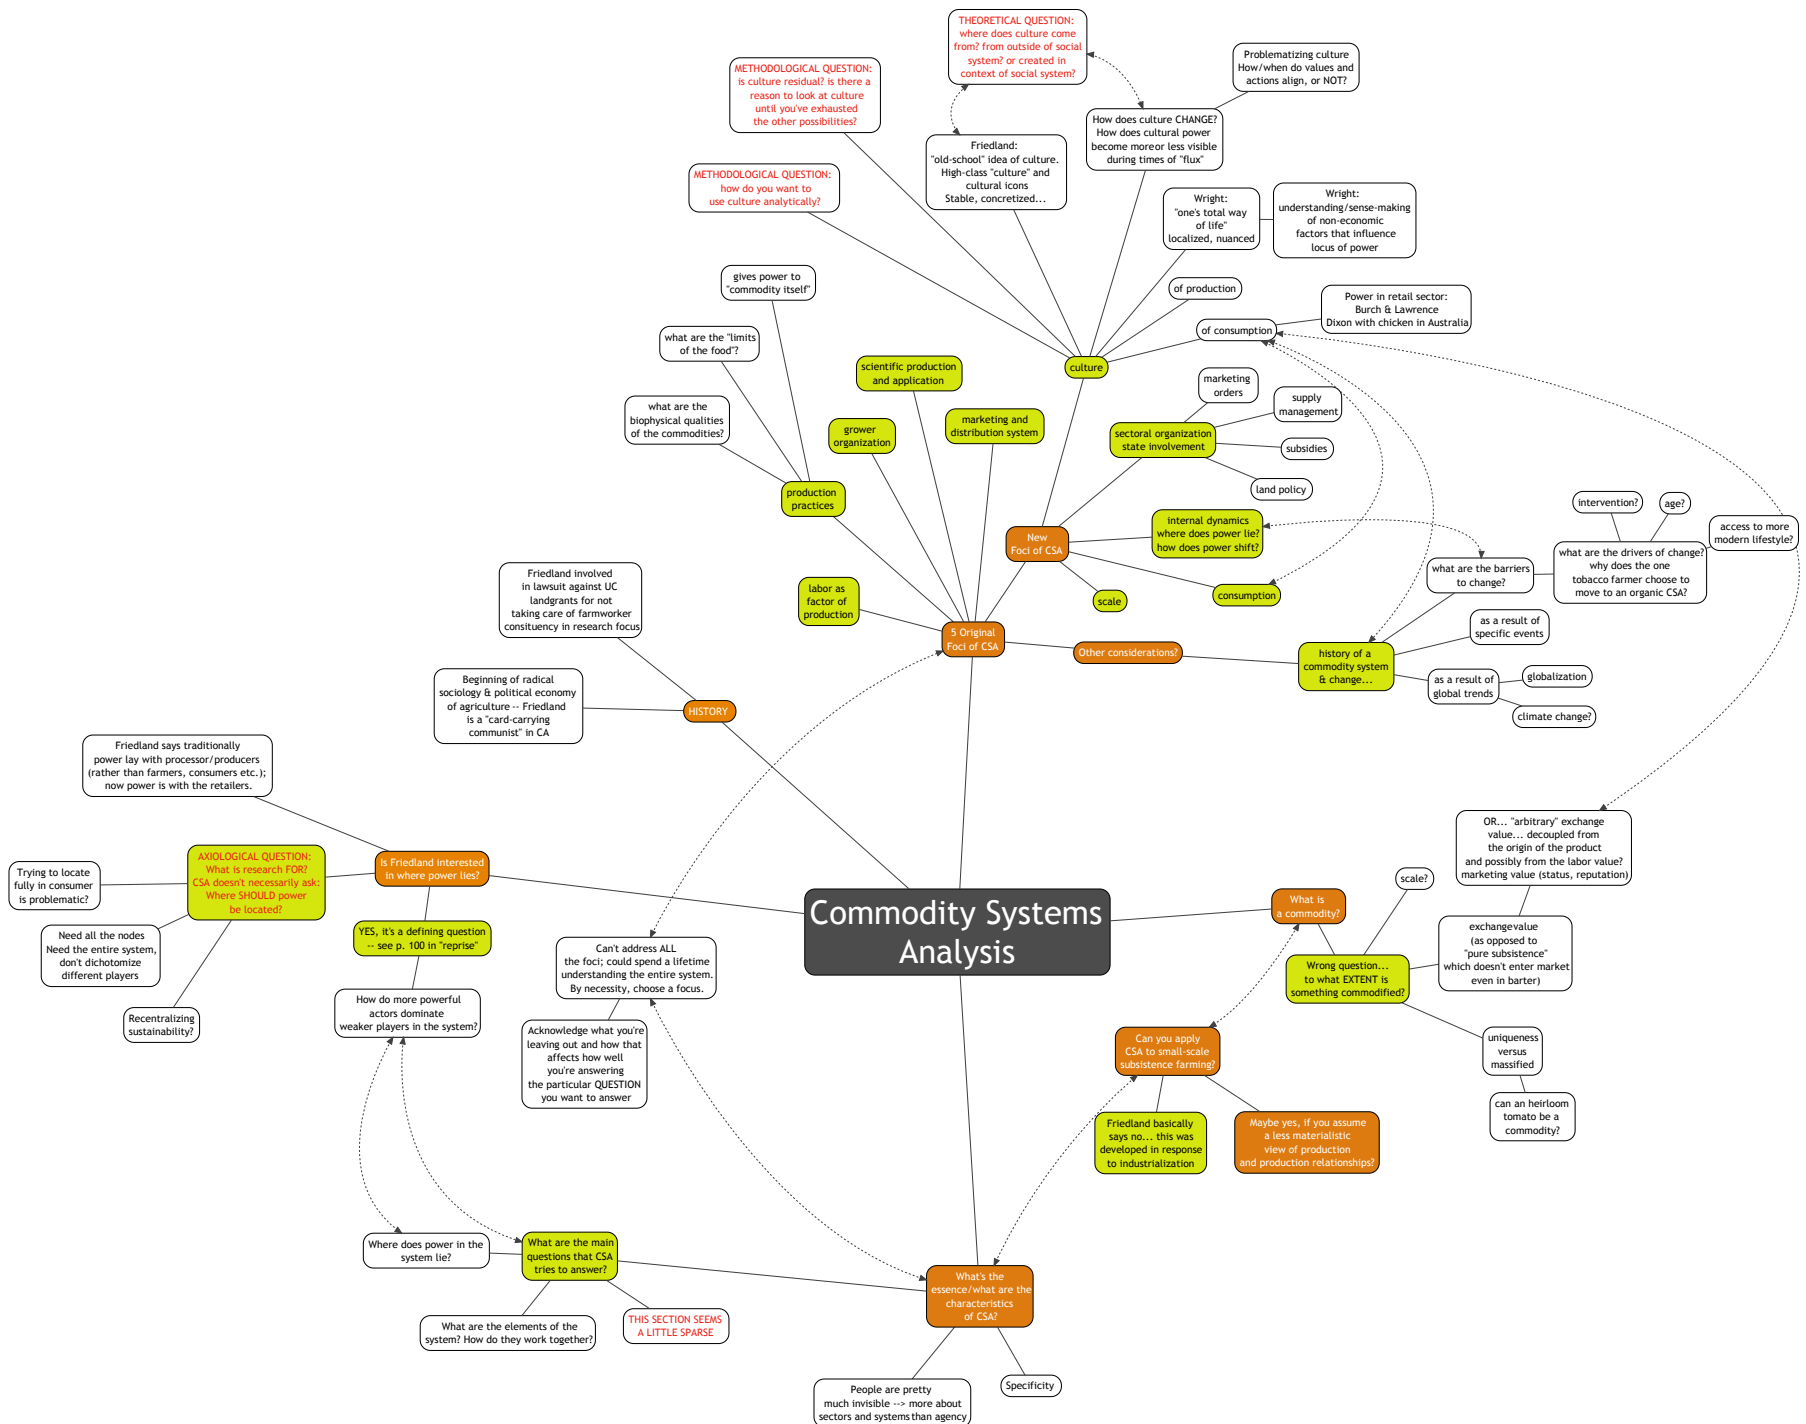 THEORETICAL QUESTION:
where does culture come
from? from outside of social
system? or created in
context of social system?
Problematizing culture
How/when do values and
actions align, or NOT?
METHODOLOGICAL QUESTION:
is culture residual? is there a
reason to look at culture
until you've exhausted
the other possibilities?
How does culture CHANGE?
How does cultural power
become more or less visible
during times of "flux"
Friedland:
"old-school" idea of culture.
High-class "culture" and
cultural icons
Stable, concretized...
METHODOLOGICAL QUESTION:
how do you want to
use culture analytically?
Wright:
"one's total way
of life"
localized, nuanced
Wright:
understanding/sense-making
of non-economic
factors that influence
locus of power
gives power to
"commodity itself"
of production
Power in retail sector:
Burch & Lawrence
Dixon with chicken in Australia
of consumption
what are the "limits
of the food"?
scientific production
and application
culture
marketing
orders
supply
management
what are the
biophysical qualities
of the commodities?
grower
organization
marketing and
distribution system
sectoral organization
state involvement
subsidies
land policy
production
practices
intervention?
age?
internal dynamics
where does power lie?
how does power shift?
access to more
modern lifestyle?
New
Foci of CSA
what are the drivers of change?
why does the one
tobacco farmer choose to
move to an organic CSA?
what are the barriers
to change?
Friedland involved
in lawsuit against UC
landgrants for not
taking care of farmworker
consituency in research focus
labor as
factor of
production
scale
consumption
as a result of
specific events
5 Original
Foci of CSA
Other considerations?
history of a
commodity system
& change...
as a result of
global trends
globalization
climate change?
Beginning of radical
sociology & political economy
of agriculture -- Friedland
is a "card-carrying
communist" in CA
HISTORY
Friedland says traditionally
power lay with processor/producers
(rather than farmers, consumers etc.);
now power is with the retailers.
OR... "arbitrary" exchange
value... decoupled from
the origin of the product
and possibly from the labor value?
marketing value (status, reputation)
AXIOLOGICAL QUESTION:
What is research FOR?
CSA doesn't necessarily ask:
Where SHOULD power
be located?
Is Friedland interested
in where power lies?
Trying to locate
fully in consumer
is problematic?
scale?
Commodity Systems
Analysis
What is
a commodity?
Need all the nodes
Need the entire system,
don't dichotomize
different players
YES, it's a defining question
-- see p. 100 in "reprise"
Can't address ALL
the foci; could spend a lifetime
understanding the entire system.
By necessity, choose a focus.
exchangevalue
(as opposed to
"pure subsistence"
which doesn't enter market
even in barter)
Wrong question...
to what EXTENT is
something commodified?
How do more powerful
actors dominate
weaker players in the system?
Recentralizing
sustainability?
Acknowledge what you're
leaving out and how that
affects how well
you're answering
the particular QUESTION
you want to answer
Can you apply
CSA to small-scale
subsistence farming?
uniqueness
versus
massified
can an heirloom
tomato be a
commodity?
Friedland basically
says no... this was
developed in response
to industrialization
Maybe yes, if you assume
a less materialistic
view of production
and production relationships?
Where does power in the
system lie?
What are the main
questions that CSA
tries to answer?
What's the
essence/what are the
characteristics
of CSA?
What are the elements of the
system? How do they work together?
THIS SECTION SEEMS
A LITTLE SPARSE
People are pretty
much invisible --> more about
sectors and systems than agency
Specificity